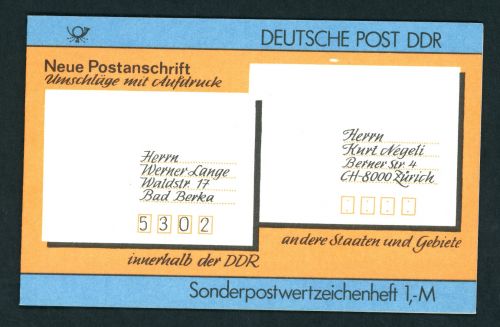 DEUTSCHE POST DDR
Neue Postanschrift
Umschläge mit Aufdruck
Herrn
Werner Lange
Waldstr. 17
Bad Berka
5302
innerhalb der DDR
Herrn
Kurt Negeli
Berner Str. 4
CH-8000 Zürich
andere Staaten und Gebiete
Sonderpostwertzeichenheft 1,-M